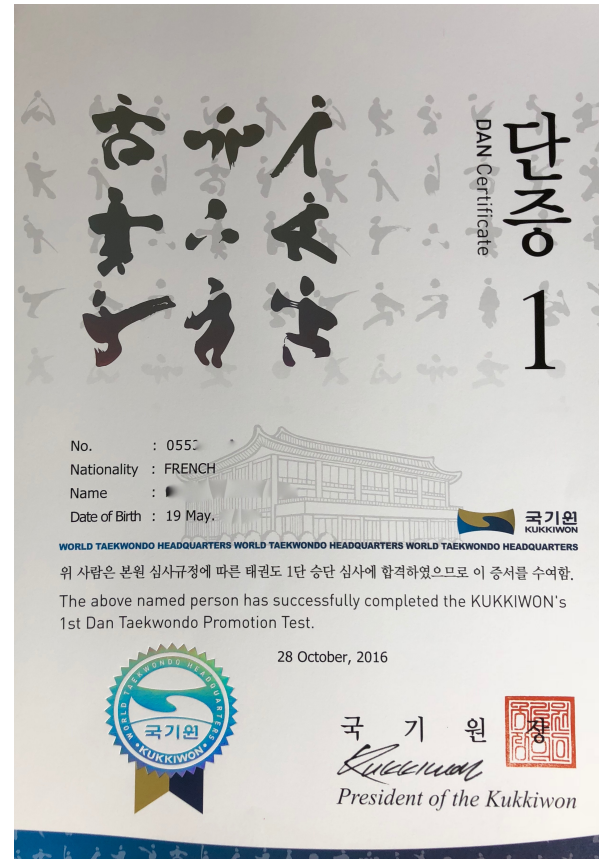 단증
DAN Certificate
1
No. :
Nationality : FRENCH
Name :
Date of Birth : 19 May.
국기원
KUKKIWON
WORLD TAEKWONDO HEADQUARTERS WORLD TAEKWONDO HEADQUARTERS WORLD TAEKWONDO HEADQUARTERS
위 사람은 본원 심사규정에 따른 태권도 1단 승단 심사에 합격하였으므로 이 증서를 수여함.
The above named person has successfully completed the KUKKIWON's
1st Dan Taekwondo Promotion Test.
28 October, 2016
WORLD TAEKWONDO HEADQUARTERS
국기원
• KUKKIWON •
국 기 원 장
Kukkiwon
President of the Kukkiwon